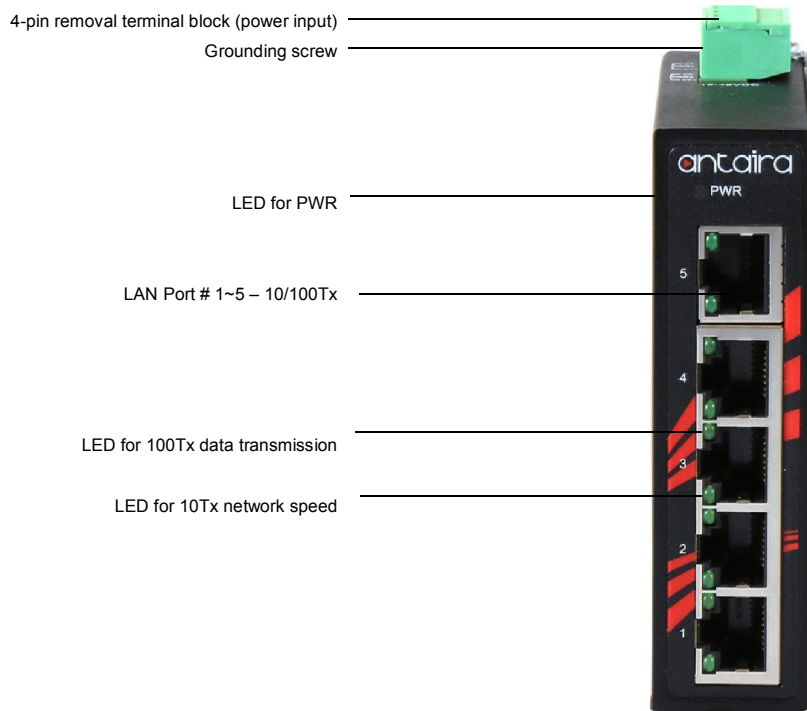 4-pin removal terminal block (power input)
Grounding screw
antaira
PWR
LED for PWR
5
LAN Port # 1~5 – 10/100Tx
4
LED for 100Tx data transmission
3
LED for 10Tx network speed
2
1